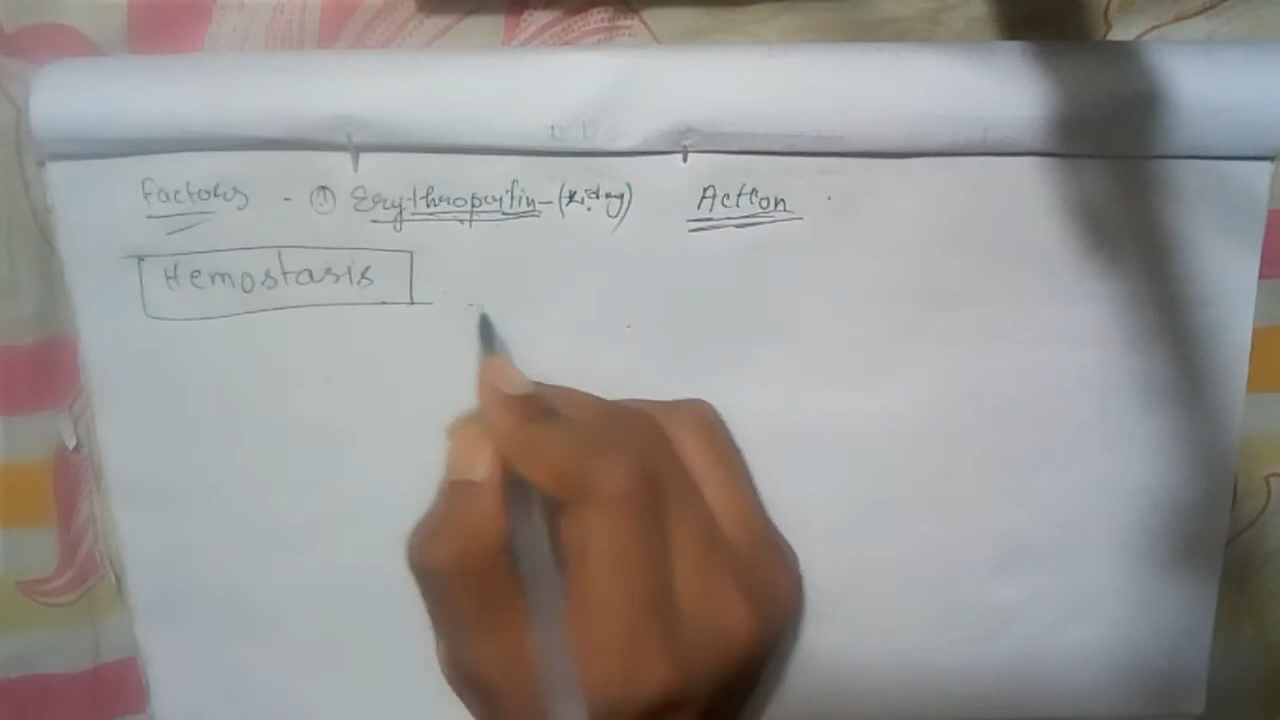 Factors - ① Erythropoitin - (Kidney) Action
Hemostasis